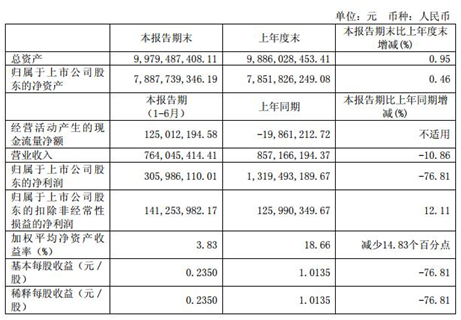 单位：元 币种：人民币
本报告期末 上年度末 本报告期末比上年度末
增减(%)
总资产 9,979,487,408.11 9,886,028,453.41 0.95
归属于上市公司股
东的净资产 7,887,739,346.19 7,851,826,249.08 0.46
本报告期
(1-6月) 上年同期 本报告期比上年同期增
减(%)
经营活动产生的现
金流量净额 125,012,194.58 -19,861,212.72 不适用
营业收入 764,045,414.41 857,166,194.37 -10.86
归属于上市公司股
东的净利润 305,986,110.01 1,319,493,189.67 -76.81
归属于上市公司股
东的扣除非经常性
损益的净利润 141,253,982.17 125,990,349.67 12.11
加权平均净资产收
益率（%） 3.83 18.66 减少14.83个百分点
基本每股收益（元／
股） 0.2350 1.0135 -76.81
稀释每股收益（元／
股） 0.2350 1.0135 -76.81